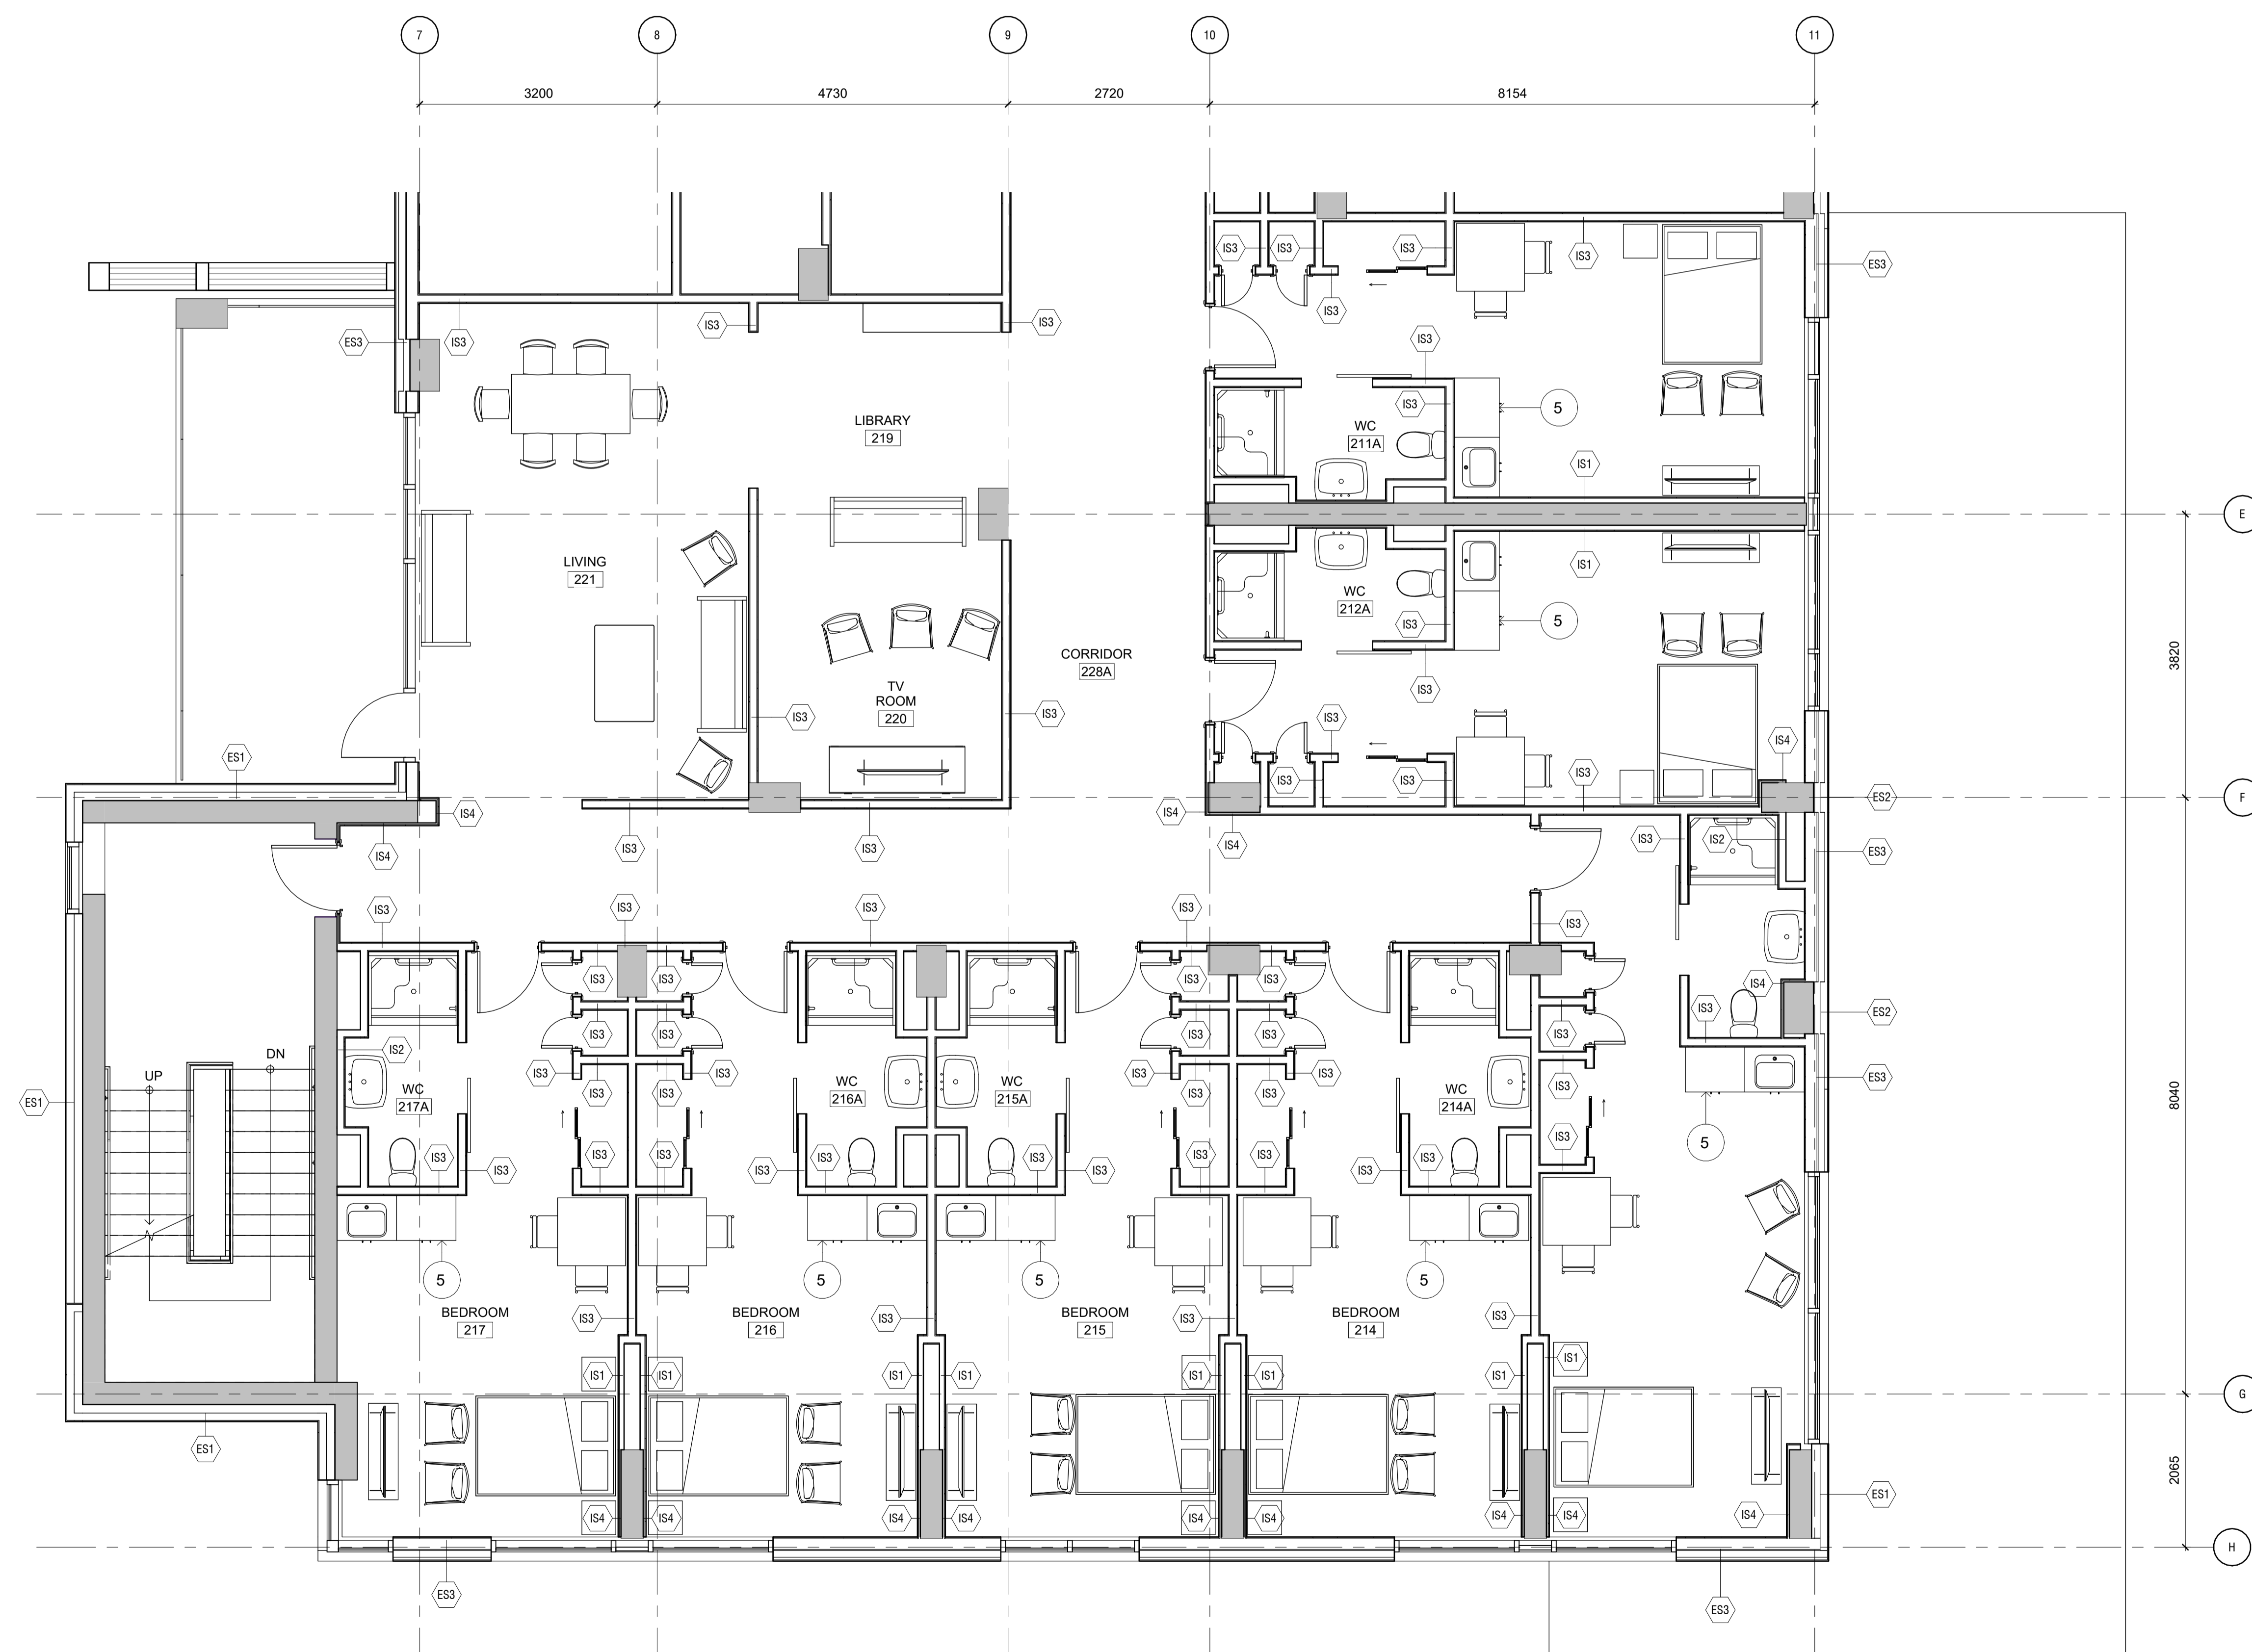 7
8
9
10
11
3200
4730
2720
8154
IS3
IS3
IS3
IS3
ES3
IS3
IS3
IS3
ES3
IS3
IS3
IS3
5
LIBRARY
219
WC
211A
IS1
E
LIVING
221
IS1
WC
212A
IS3
5
CORRIDOR
228A
3820
TV
ROOM
220
IS3
IS3
IS3
IS3
IS4
ES1
IS3
IS3
IS3
ES2
F
IS4
IS4
IS4
IS3
IS3
IS4
IS3
IS2
ES3
IS3
IS3
IS3
IS3
IS3
IS3
IS3
IS3
IS3
IS4
IS3
ES2
IS3
IS3
IS3
IS3
IS3
DN
IS2
UP
WC
217A
IS3
IS3
IS3
IS3
WC
216A
WC
215A
IS3
IS3
IS3
IS3
WC
214A
IS3
ES3
ES1
8040
5
IS3
IS3
IS3
IS3
IS3
IS3
IS3
IS3
IS3
IS3
IS3
IS3
IS3
5
5
5
5
BEDROOM
217
IS3
BEDROOM
216
IS3
BEDROOM
215
IS3
BEDROOM
214
IS3
IS1
IS1
IS1
IS1
IS1
IS1
IS1
IS1
G
ES1
2065
ES1
IS4
IS4
IS4
IS4
IS4
IS4
IS4
IS4
IS4
H
ES3
ES3